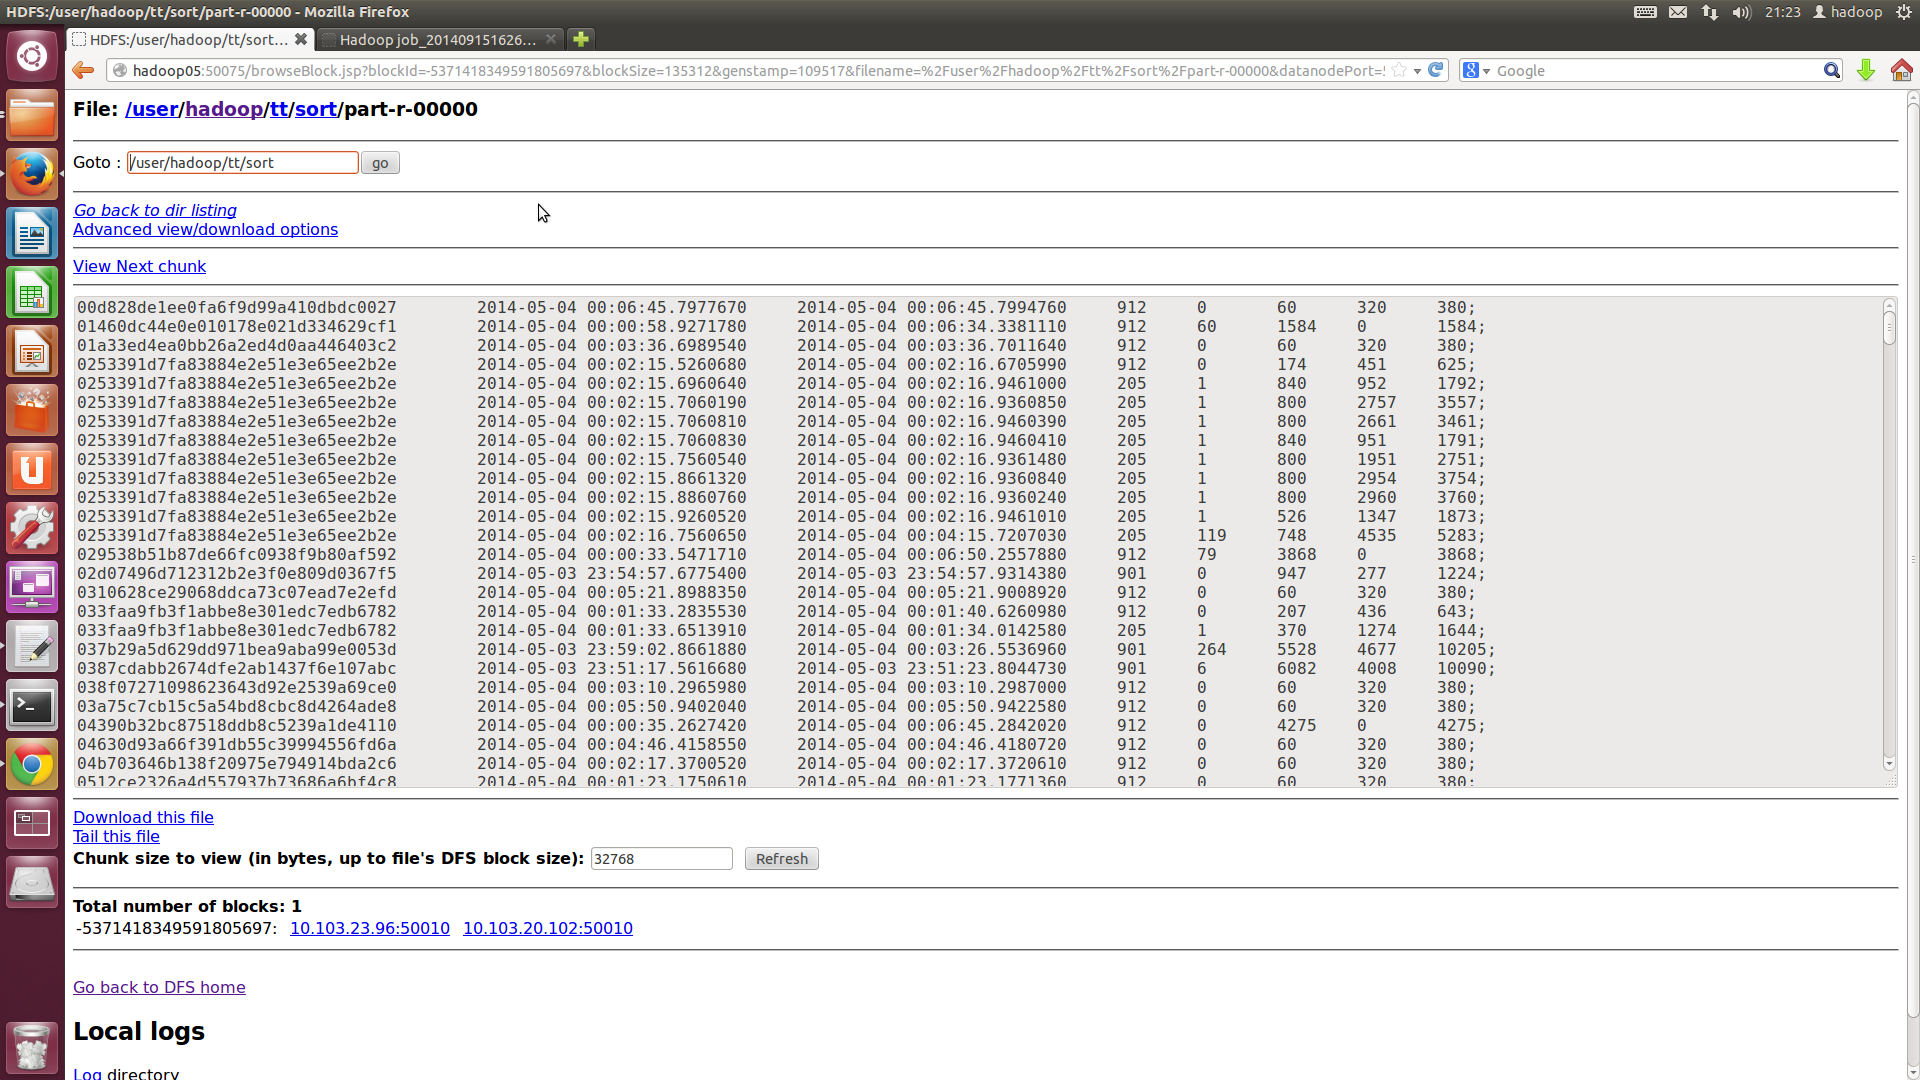 HDFS:/user/hadoop/tt/sort/part-r-00000 - Mozilla Firefox
21:23 hadoop
HDFS:/user/hadoop/tt/sort... Hadoop job_201409151626...
hadoop05:50075/browseBlock.jsp?blockId=-5371418349591805697&blockSize=135312&genstamp=109517&filename=%2Fuser%2Fhadoop%2Ftt%2Fsort%2Fpart-r-00000&datanodePort=! Google
File: /user/hadoop/tt/sort/part-r-00000
Goto : /user/hadoop/tt/sort go
Go back to dir listing
Advanced view/download options
View Next chunk
00d828de1ee0fa6f9d99a410dbdc0027 2014-05-04 00:06:45.7977670 2014-05-04 00:06:45.7994760 912 0 60 320 380;
01460dc44e0e010178e021d334629cf1 2014-05-04 00:00:58.9271780 2014-05-04 00:06:34.3381110 912 60 1584 0 1584;
01a33ed4ea0bb26a2ed4d0aa446403c2 2014-05-04 00:03:36.6989540 2014-05-04 00:03:36.7011640 912 0 60 320 380;
0253391d7fa83884e2e51e3e65ee2b2e 2014-05-04 00:02:15.5260680 2014-05-04 00:02:16.6705990 912 0 174 451 625;
0253391d7fa83884e2e51e3e65ee2b2e 2014-05-04 00:02:15.6960640 2014-05-04 00:02:16.9461000 205 1 840 952 1792;
0253391d7fa83884e2e51e3e65ee2b2e 2014-05-04 00:02:15.7060190 2014-05-04 00:02:16.9360850 205 1 800 2757 3557;
0253391d7fa83884e2e51e3e65ee2b2e 2014-05-04 00:02:15.7060810 2014-05-04 00:02:16.9460390 205 1 800 2661 3461;
0253391d7fa83884e2e51e3e65ee2b2e 2014-05-04 00:02:15.7060830 2014-05-04 00:02:16.9460410 205 1 840 951 1791;
0253391d7fa83884e2e51e3e65ee2b2e 2014-05-04 00:02:15.7560540 2014-05-04 00:02:16.9361480 205 1 800 1951 2751;
0253391d7fa83884e2e51e3e65ee2b2e 2014-05-04 00:02:15.8661320 2014-05-04 00:02:16.9360840 205 1 800 2954 3754;
0253391d7fa83884e2e51e3e65ee2b2e 2014-05-04 00:02:15.8860760 2014-05-04 00:02:16.9360240 205 1 800 2960 3760;
0253391d7fa83884e2e51e3e65ee2b2e 2014-05-04 00:02:15.9260520 2014-05-04 00:02:16.9461010 205 1 526 1347 1873;
0253391d7fa83884e2e51e3e65ee2b2e 2014-05-04 00:02:16.7560650 2014-05-04 00:04:15.7207030 205 119 748 4535 5283;
029538b51b87de66fc0938f9b80af592 2014-05-04 00:00:33.5471710 2014-05-04 00:06:50.2557880 912 79 3868 0 3868;
02d07496d712312b2e3f0e809d0367f5 2014-05-03 23:54:57.6775400 2014-05-03 23:54:57.9314380 901 0 947 277 1224;
0310628ce29068ddca73c07ead7e2efd 2014-05-04 00:05:21.8988350 2014-05-04 00:05:21.9008920 912 0 60 320 380;
033faa9fb3f1abbe8e301edc7edb6782 2014-05-04 00:01:33.2835530 2014-05-04 00:01:40.6260980 912 0 207 436 643;
033faa9fb3f1abbe8e301edc7edb6782 2014-05-04 00:01:33.6513910 2014-05-04 00:01:34.0142580 205 1 370 1274 1644;
037b29a5d629dd971bea9aba99e0053d 2014-05-03 23:59:02.8661880 2014-05-04 00:03:26.5536960 901 264 5528 4677 10205;
0387cdabb2674dfe2ab1437f6e107abc 2014-05-03 23:51:17.5616680 2014-05-03 23:51:23.8044730 901 6 6082 4008 10090;
038f07271098623643d92e2539a69ce0 2014-05-04 00:03:10.2965980 2014-05-04 00:03:10.2987000 912 0 60 320 380;
03a75c7cb15c5a54bd8cbc8d4264ade8 2014-05-04 00:05:50.9402040 2014-05-04 00:05:50.9422580 912 0 60 320 380;
04390b32bc87518ddb8c5239a1de4110 2014-05-04 00:00:35.2627420 2014-05-04 00:06:45.2842020 912 0 4275 0 4275;
04630d93a66f391db55c39994556fd6a 2014-05-04 00:04:46.4158550 2014-05-04 00:04:46.4180720 912 0 60 320 380;
04b703646b138f20975e794914bda2c6 2014-05-04 00:02:17.3700520 2014-05-04 00:02:17.3720610 912 0 60 320 380;
0512ce2326a4d557937b73686a6bf4c8 2014-05-04 00:01:23.1750610 2014-05-04 00:01:23.1771360 912 0 60 320 380;
Download this file
Tail this file
Chunk size to view (in bytes, up to file's DFS block size): 32768 Refresh
Total number of blocks: 1
-5371418349591805697: 10.103.23.96:50010 10.103.20.102:50010
Go back to DFS home
Local logs
Log directory